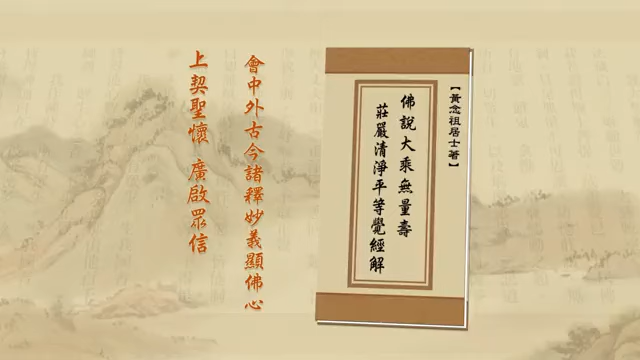 【黃念祖居士著】
佛說大乘無量壽
莊嚴清淨平等覺經解
會中外古今諸釋妙義顯佛心
上契聖懷 廣啟眾信